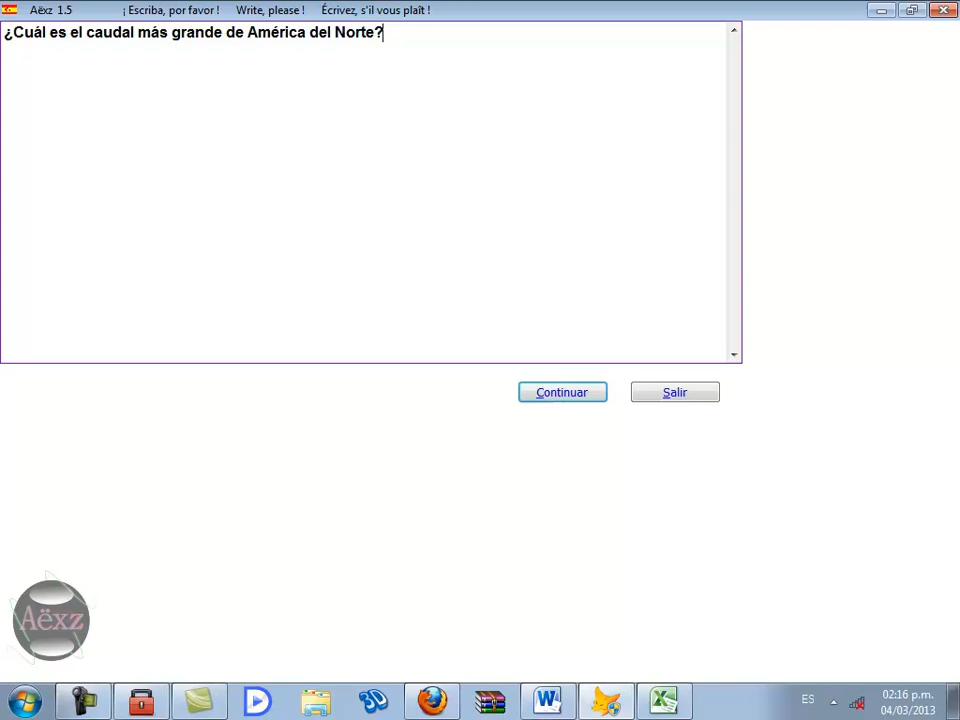 Aëxz 1.5 ¡ Escriba, por favor ! Write, please ! Écrivez, s'il vous plaît !
¿Cuál es el caudal más grande de América del Norte?
Continuar Salir
Aëxz
ES 02:16 p.m.
04/03/2013